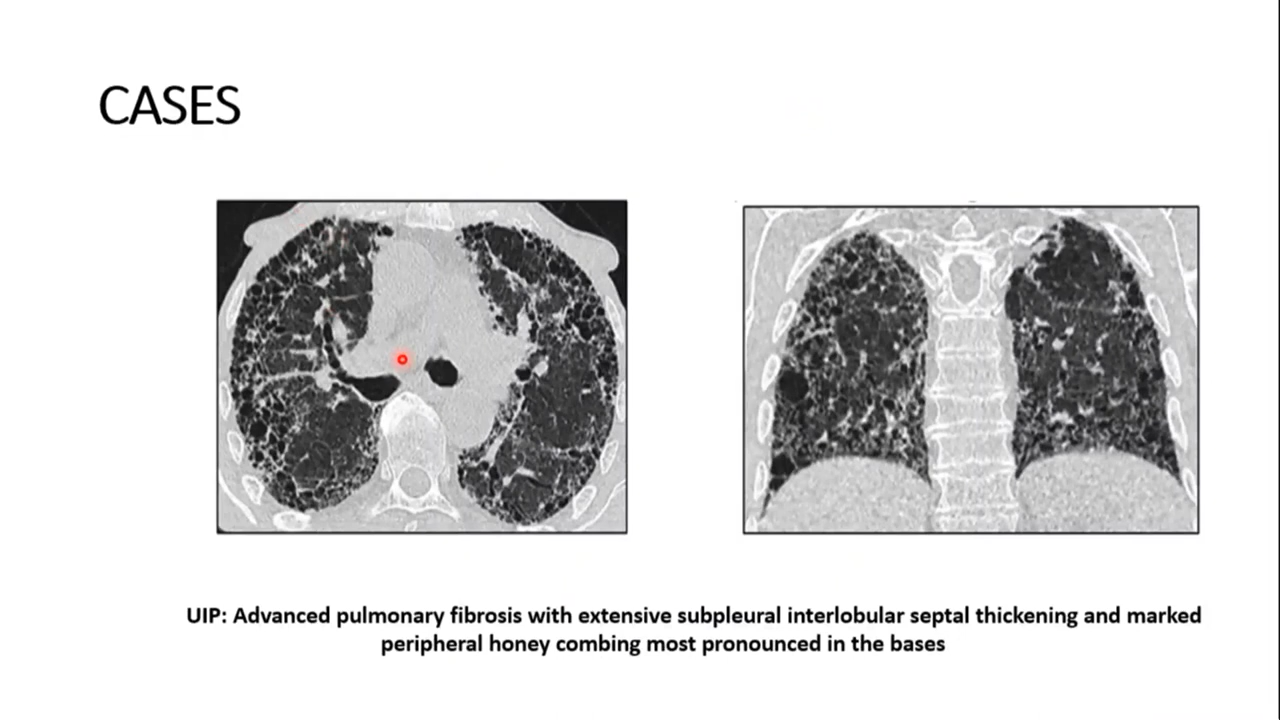 CASES
UIP: Advanced pulmonary fibrosis with extensive subpleural interlobular septal thickening and marked
peripheral honey combing most pronounced in the bases